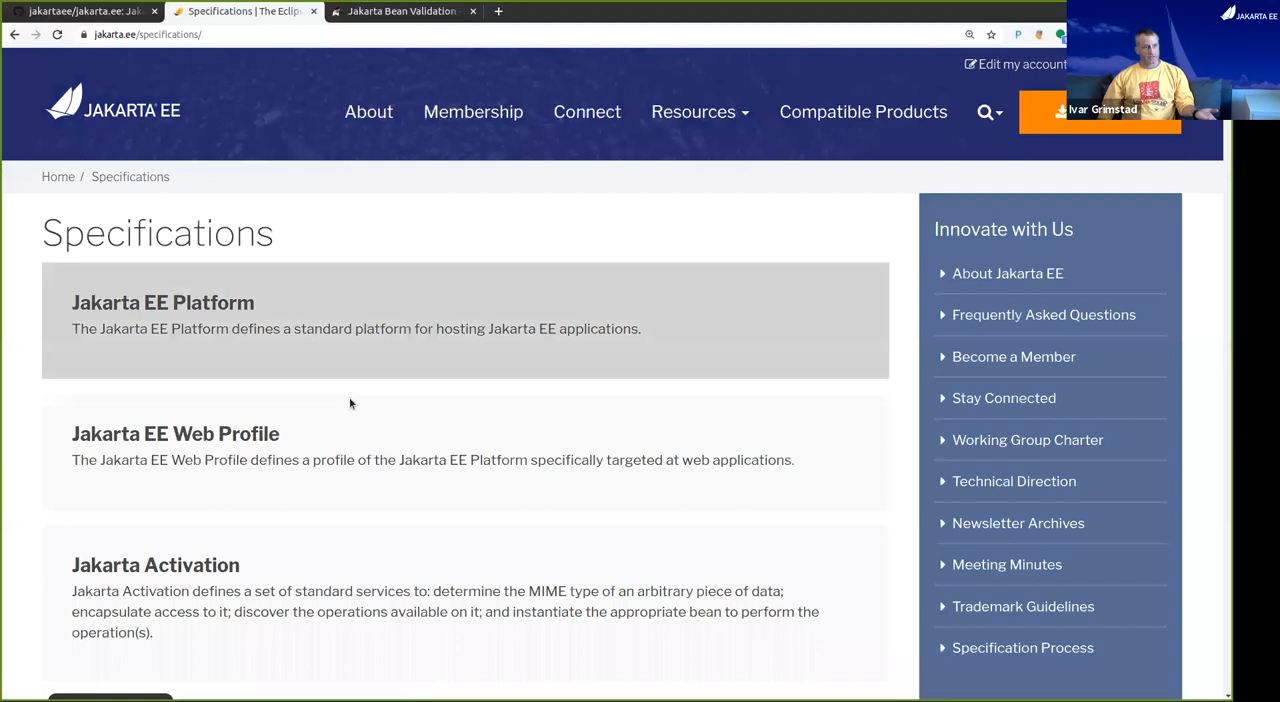 jakartaee/jakarta.ee: Jak
Specifications | The Eclip
Jakarta Bean Validation
jakarta.ee/specifications/
JAKARTA EE
Edit my account
Ivar Grimstad
JAKARTA EE
About
Membership
Connect
Resources
Compatible Products
Home / Specifications
Specifications
Jakarta EE Platform
The Jakarta EE Platform defines a standard platform for hosting Jakarta EE applications.
Jakarta EE Web Profile
The Jakarta EE Web Profile defines a profile of the Jakarta EE Platform specifically targeted at web applications.
Jakarta Activation
Jakarta Activation defines a set of standard services to: determine the MIME type of an arbitrary piece of data;
encapsulate access to it; discover the operations available on it; and instantiate the appropriate bean to perform the
operation(s).
Innovate with Us
About Jakarta EE
Frequently Asked Questions
Become a Member
Stay Connected
Working Group Charter
Technical Direction
Newsletter Archives
Meeting Minutes
Trademark Guidelines
Specification Process